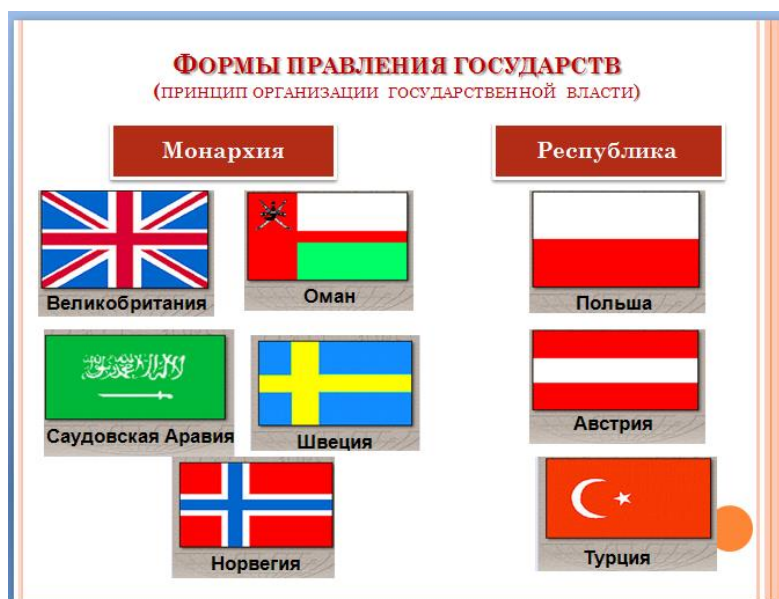 ФОРМЫ ПРАВЛЕНИЯ ГОСУДАРСТВ
(ПРИНЦИП ОРГАНИЗАЦИИ ГОСУДАРСТВЕННОЙ ВЛАСТИ)
Монархия
Республика
Великобритания
Оман
Польша
Саудовская Аравия
Швеция
Австрия
Норвегия
Турция